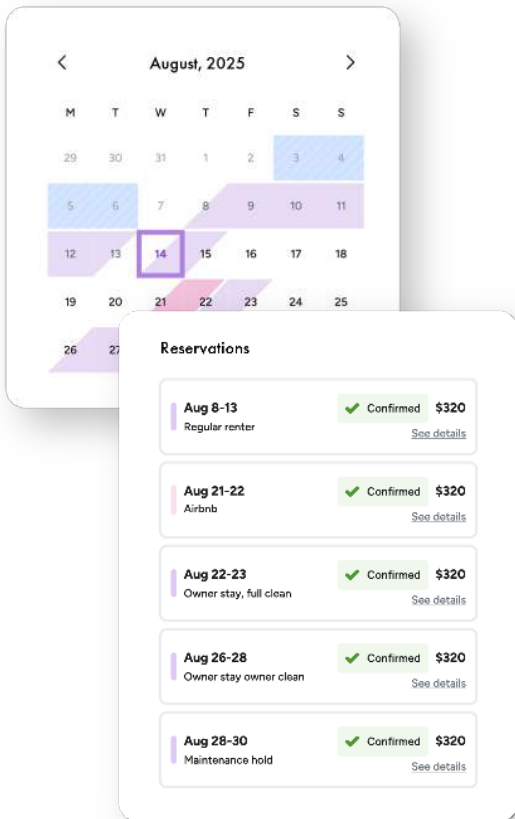 August, 2025
M T W T F S S
29 30 31 1 2 3 4
5 6 7 8 9 10 11
12 13 14 15 16 17 18
19 20 21 22 23 24 25
26 27
Reservations
Aug 8-13 Confirmed $320
Regular renter See details
Aug 21-22 Confirmed $320
Airbnb See details
Aug 22-23 Confirmed $320
Owner stay, full clean See details
Aug 26-28 Confirmed $320
Owner stay owner clean See details
Aug 28-30 Confirmed $320
Maintenance hold See details